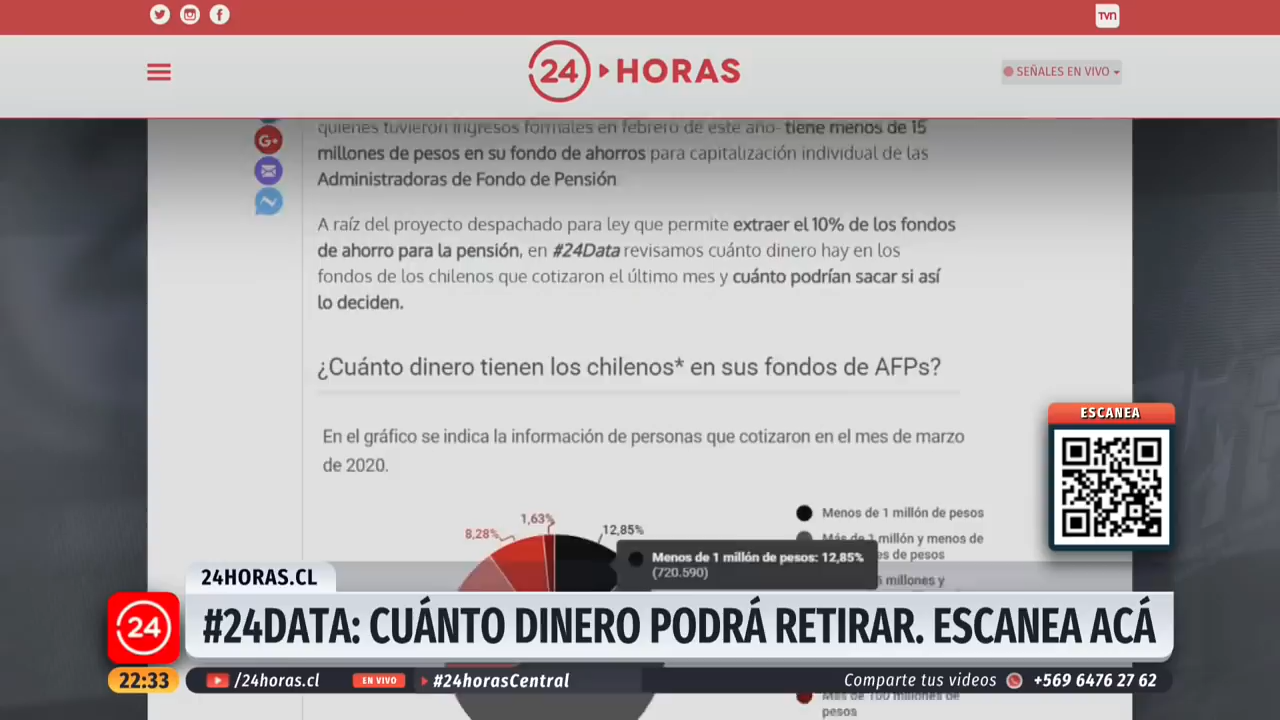 tvn
24 HORAS
SEÑALES EN VIVO
G+
quienes tuvieron ingresos formales en febrero de este año- tiene menos de 15
millones de pesos en su fondo de ahorros para capitalización individual de las
Administradoras de Fondo de Pensión
A raíz del proyecto despachado para ley que permite extraer el 10% de los fondos
de ahorro para la pensión, en #24Data revisamos cuánto dinero hay en los
fondos de los chilenos que cotizaron el último mes y cuánto podrían sacar si así
lo deciden.
¿Cuánto dinero tienen los chilenos* en sus fondos de AFPs?
ESCANEA
En el gráfico se indica la información de personas que cotizaron en el mes de marzo
de 2020.
8,28%
1,63%
12,85%
Menos de 1 millón de pesos
Más de 1 millón y menos de
es de pesos
millones y
Menos de 1 millón de pesos: 12,85%
(720.590)
24HORAS.CL
24
#24DATA: CUÁNTO DINERO PODRÁ RETIRAR. ESCANEA ACÁ
22:33
/24horas.cl
EN VIVO
#24horasCentral
Comparte tus videos
+569 6476 27 62
Más de 100 millones de
pesos